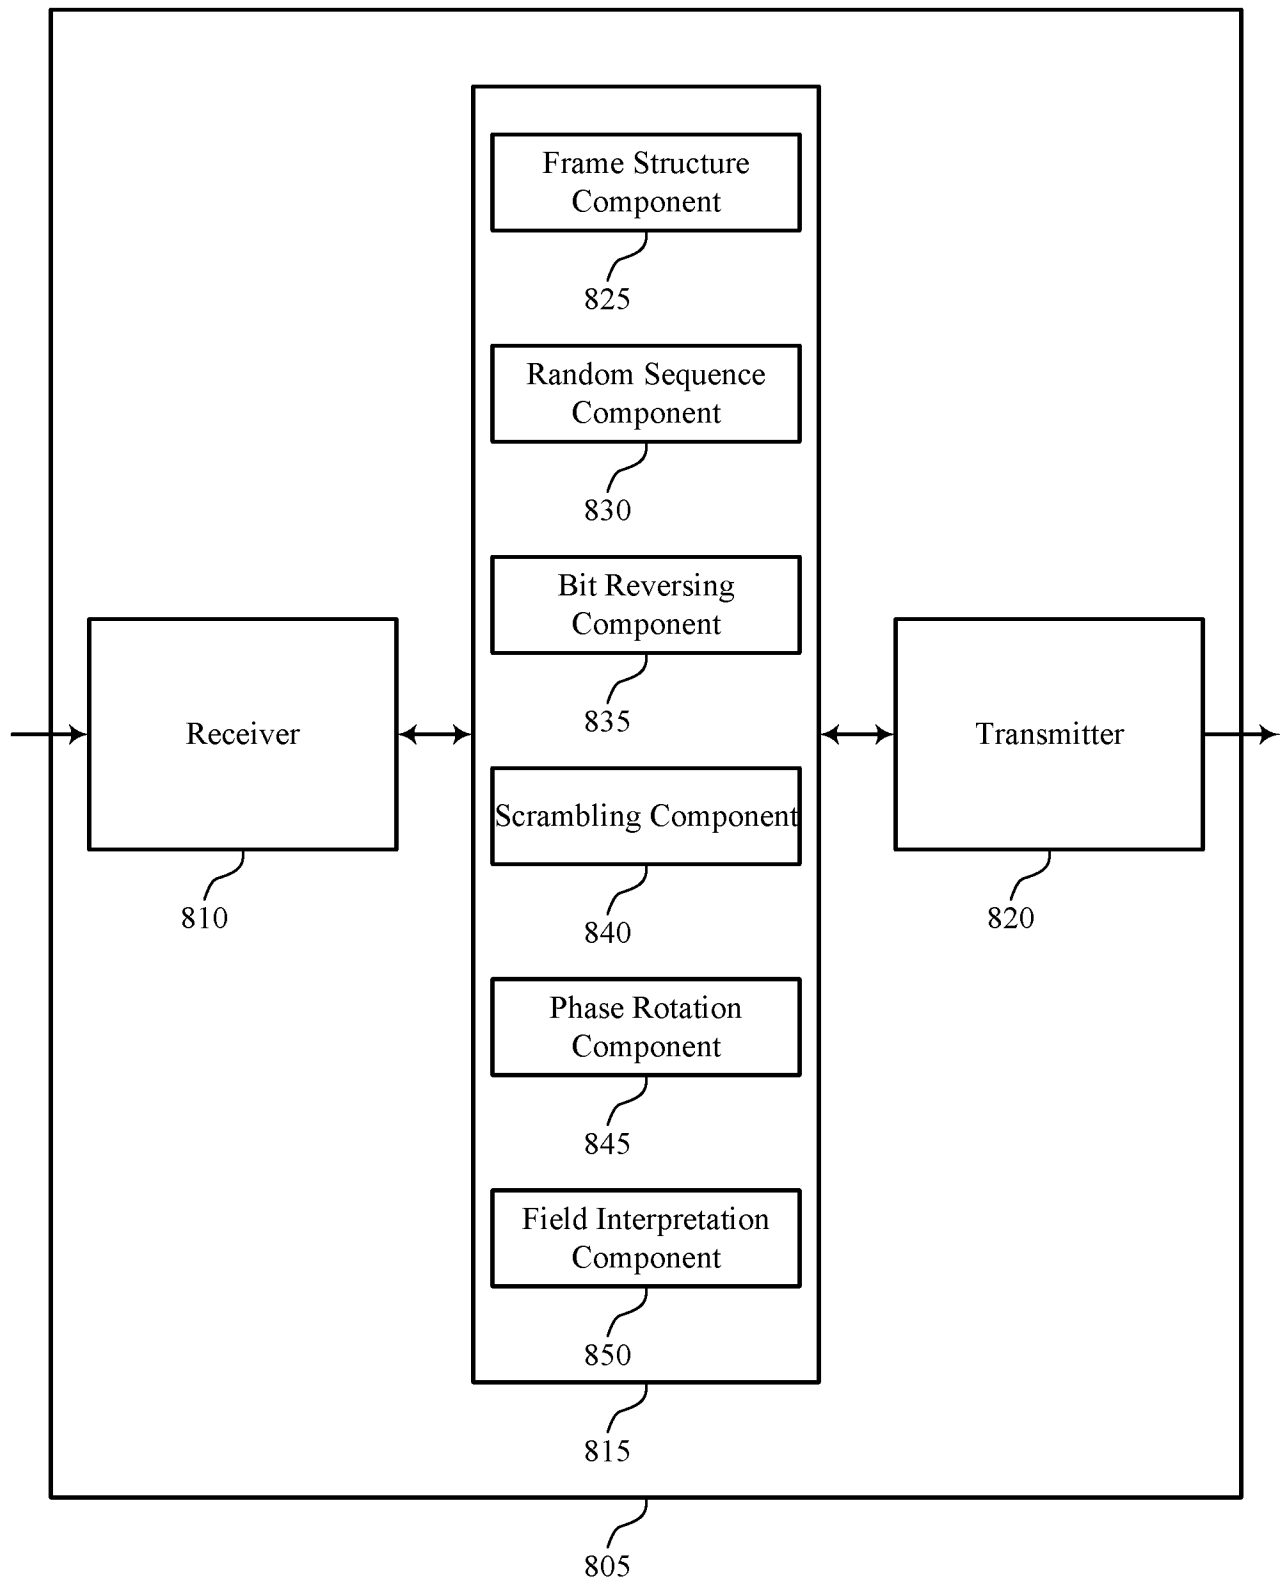 Frame Structure
Component
825
Random Sequence
Component
830
Bit Reversing
Component
835
Receiver
810
Scrambling Component
840
Transmitter
820
Phase Rotation
Component
845
Field Interpretation
Component
850
815
805